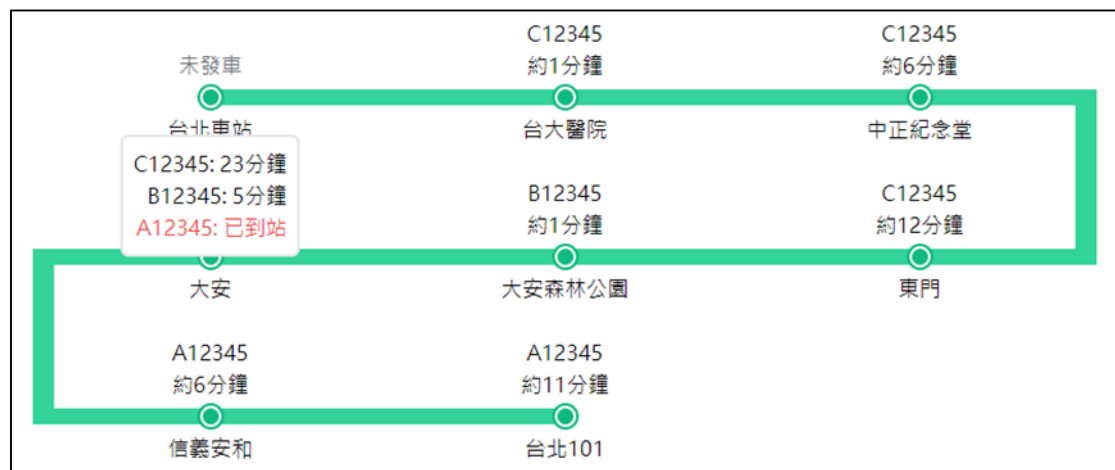 未發車
C12345
約1分鐘
C12345
約6分鐘
台北車站
台大醫院
中正紀念堂
C12345: 23分鐘
B12345: 5分鐘
A12345: 已到站
B12345
約1分鐘
C12345
約12分鐘
大安
大安森林公園
東門
A12345
約6分鐘
A12345
約11分鐘
信義安和
台北101